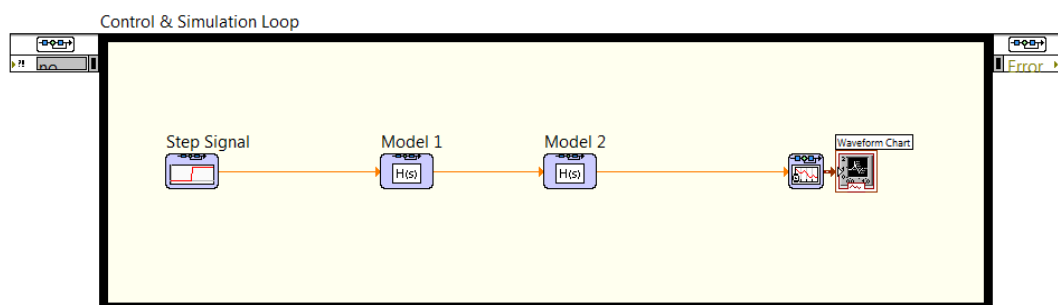 Control & Simulation Loop
Error
Step Signal
Model 1
Model 2
Waveform Chart
H(s)
H(s)